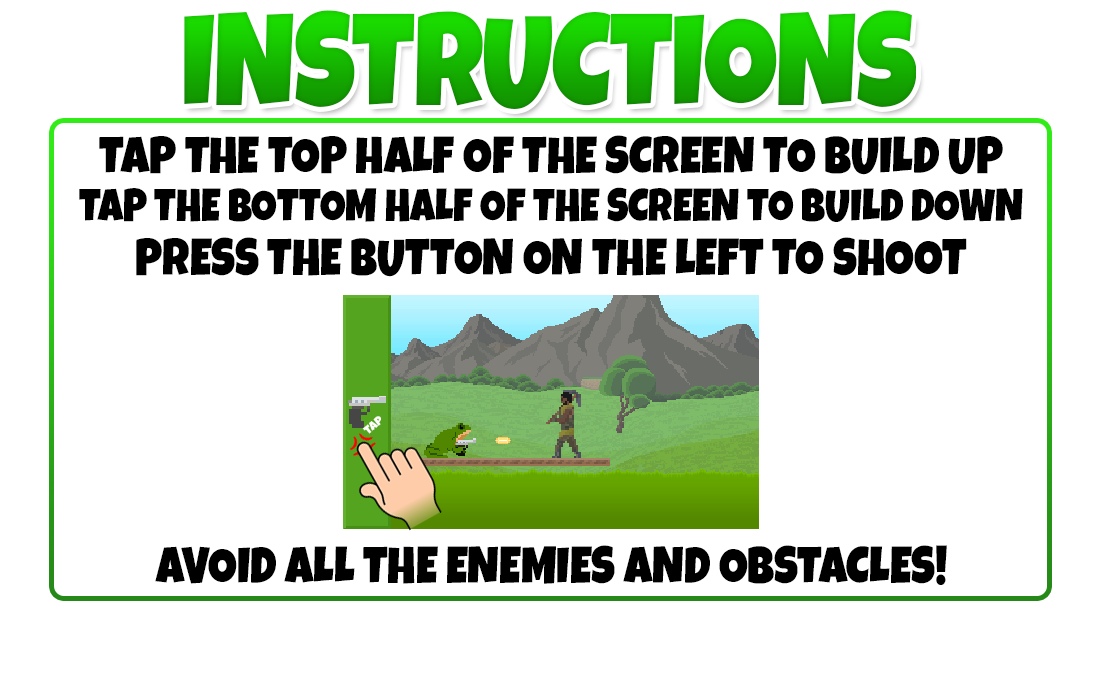 INSTRUCTIONS
TAP THE TOP HALF OF THE SCREEN TO BUILD UP
TAP THE BOTTOM HALF OF THE SCREEN TO BUILD DOWN
PRESS THE BUTTON ON THE LEFT TO SHOOT
TAP
AVOID ALL THE ENEMIES AND OBSTACLES!